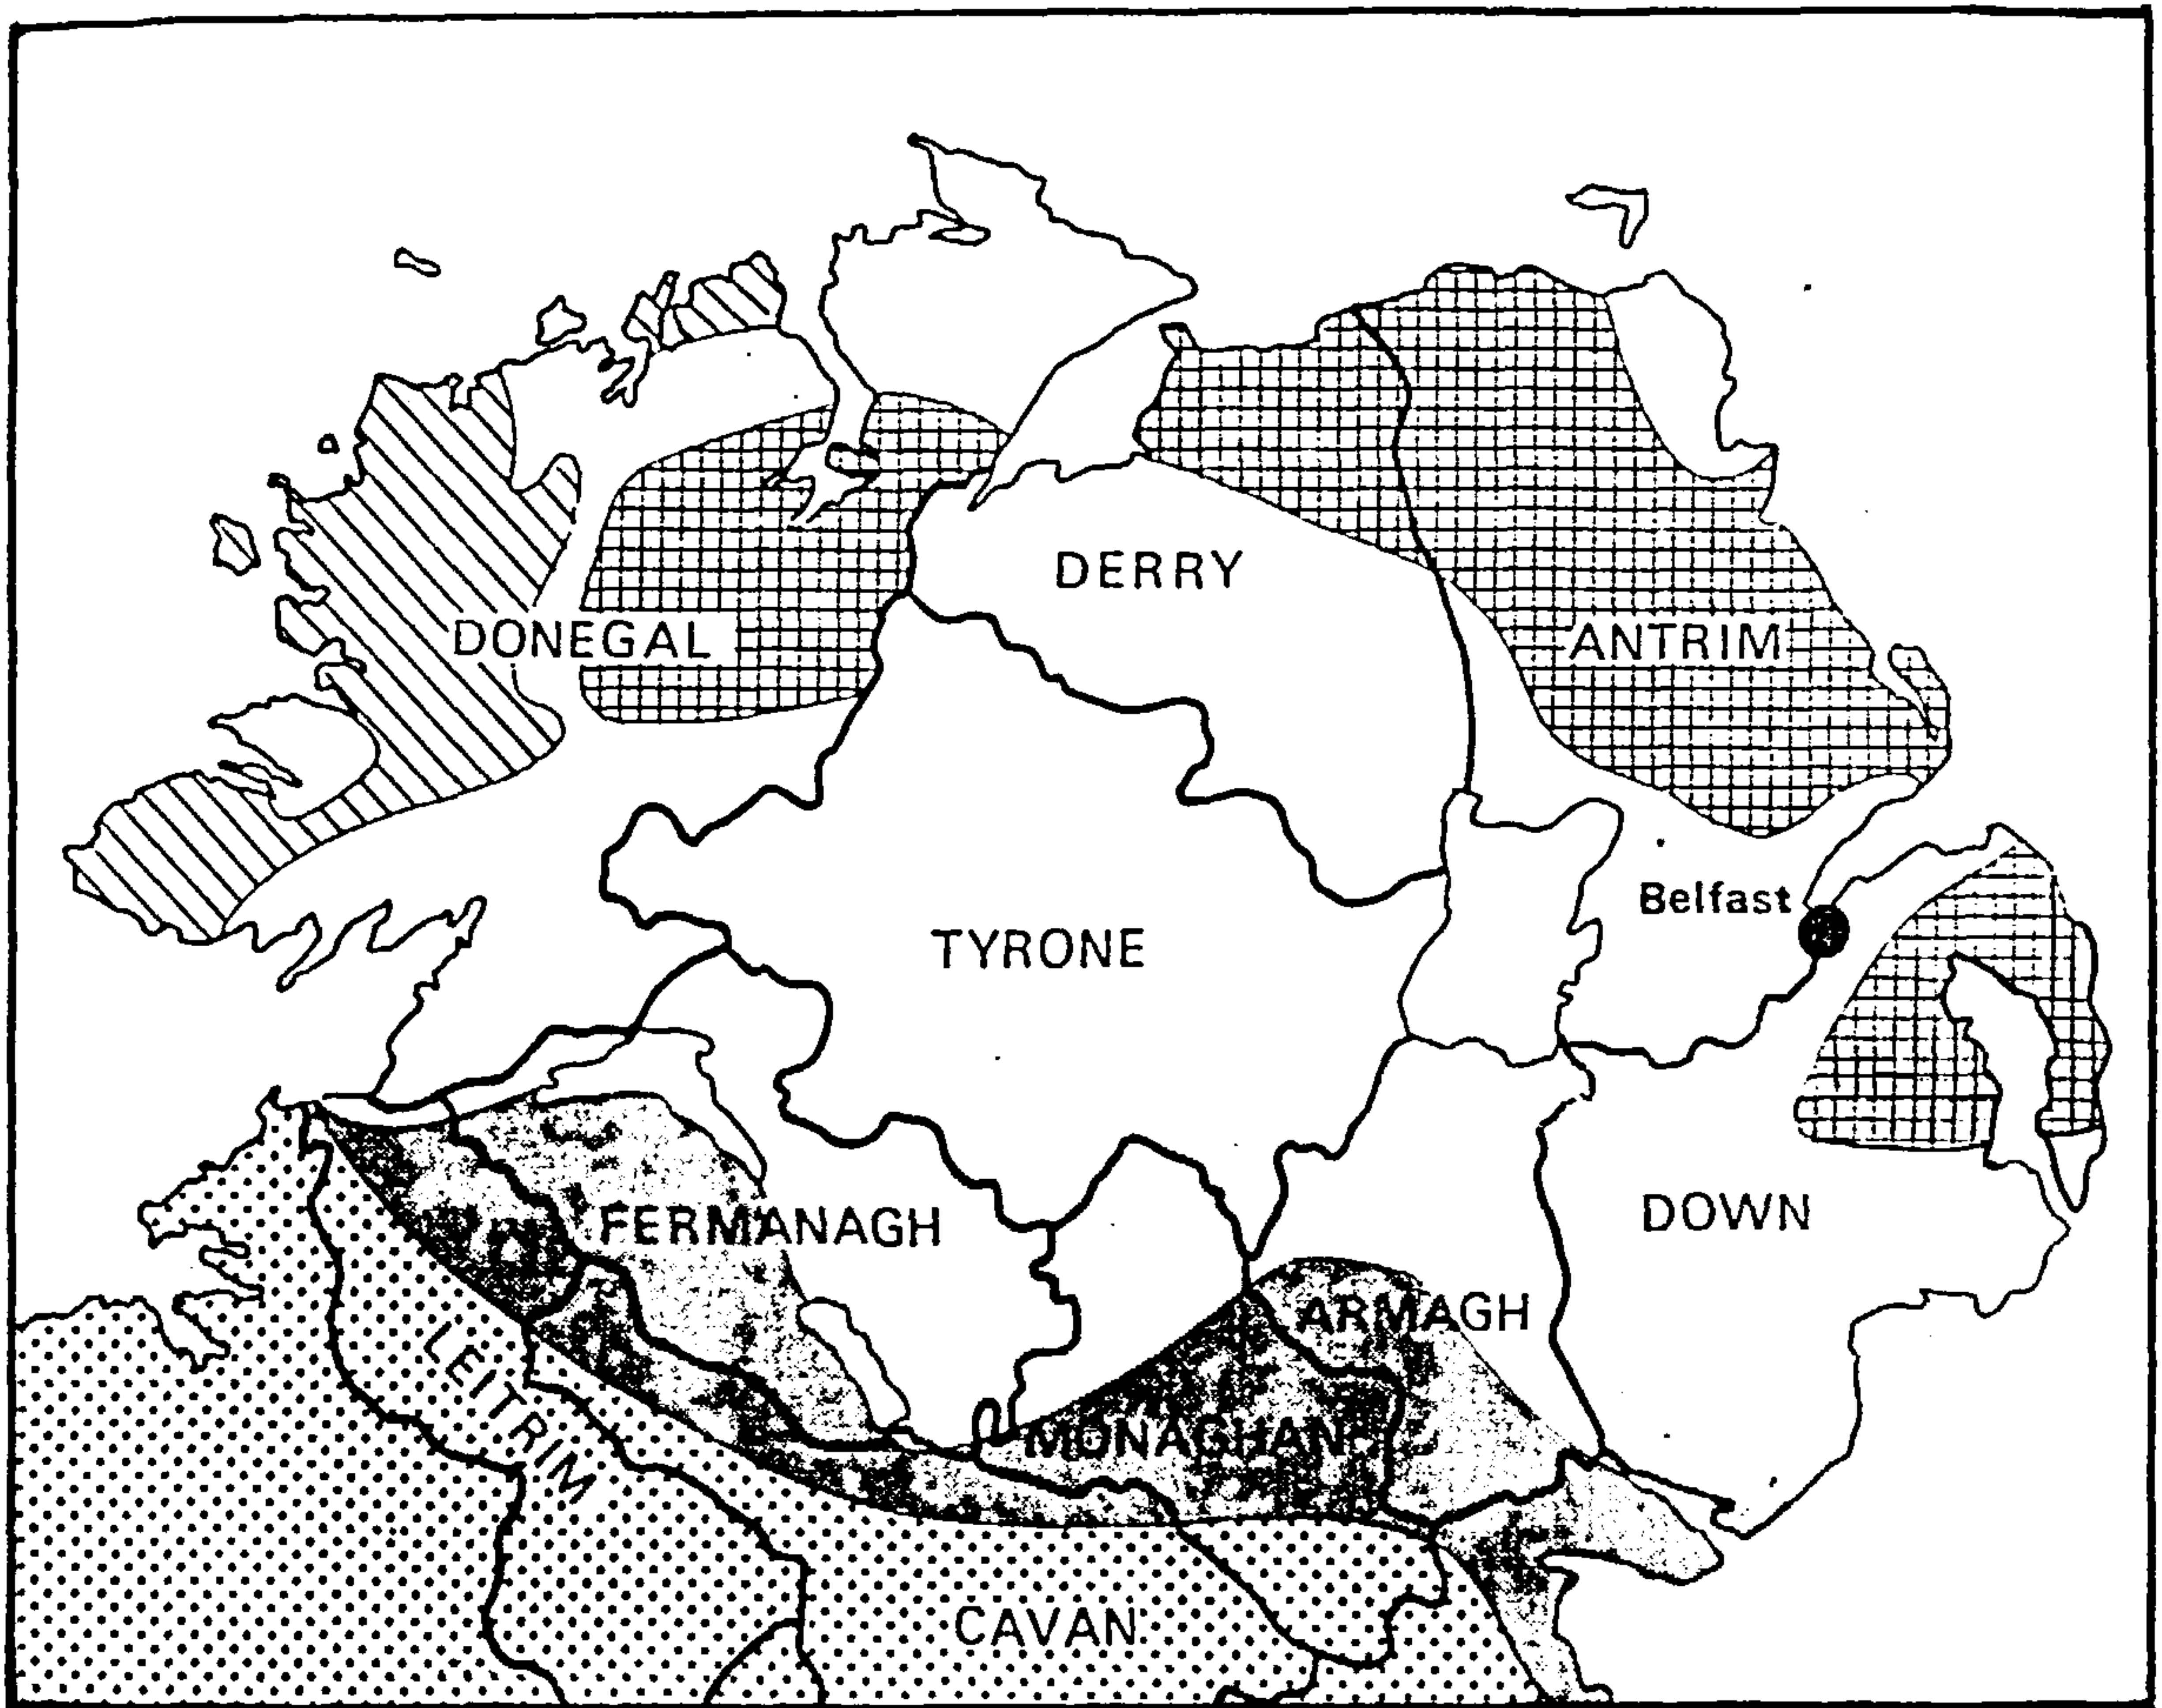 DERRY
DONEGAL
ANTRIM
Belfast
TYRONE
DOWN
FERMANAGH
ARMAGH
LEITRIM
MONAGHAN
CAVAN